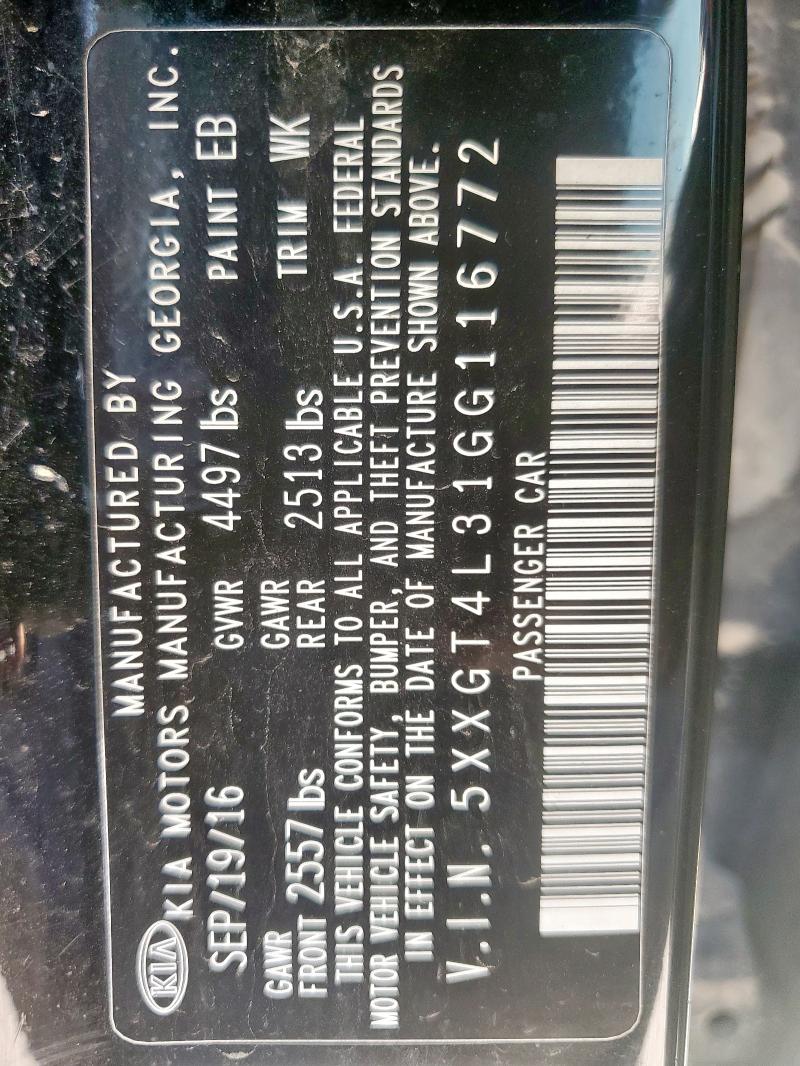 MANUFACTURED BY
KIA KIA MOTORS MANUFACTURING GEORGIA, INC.
SEP/19/16 GVWR 4497 lbs PAINT EB
GAWR FRONT 2557 lbs GAWR REAR 2513 lbs TRIM WK
THIS VEHICLE CONFORMS TO ALL APPLICABLE U.S.A. FEDERAL
MOTOR VEHICLE SAFETY, BUMPER, AND THEFT PREVENTION STANDARDS
IN EFFECT ON THE DATE OF MANUFACTURE SHOWN ABOVE.
V.I.N. 5XXGT4L31GG116772
PASSENGER CAR